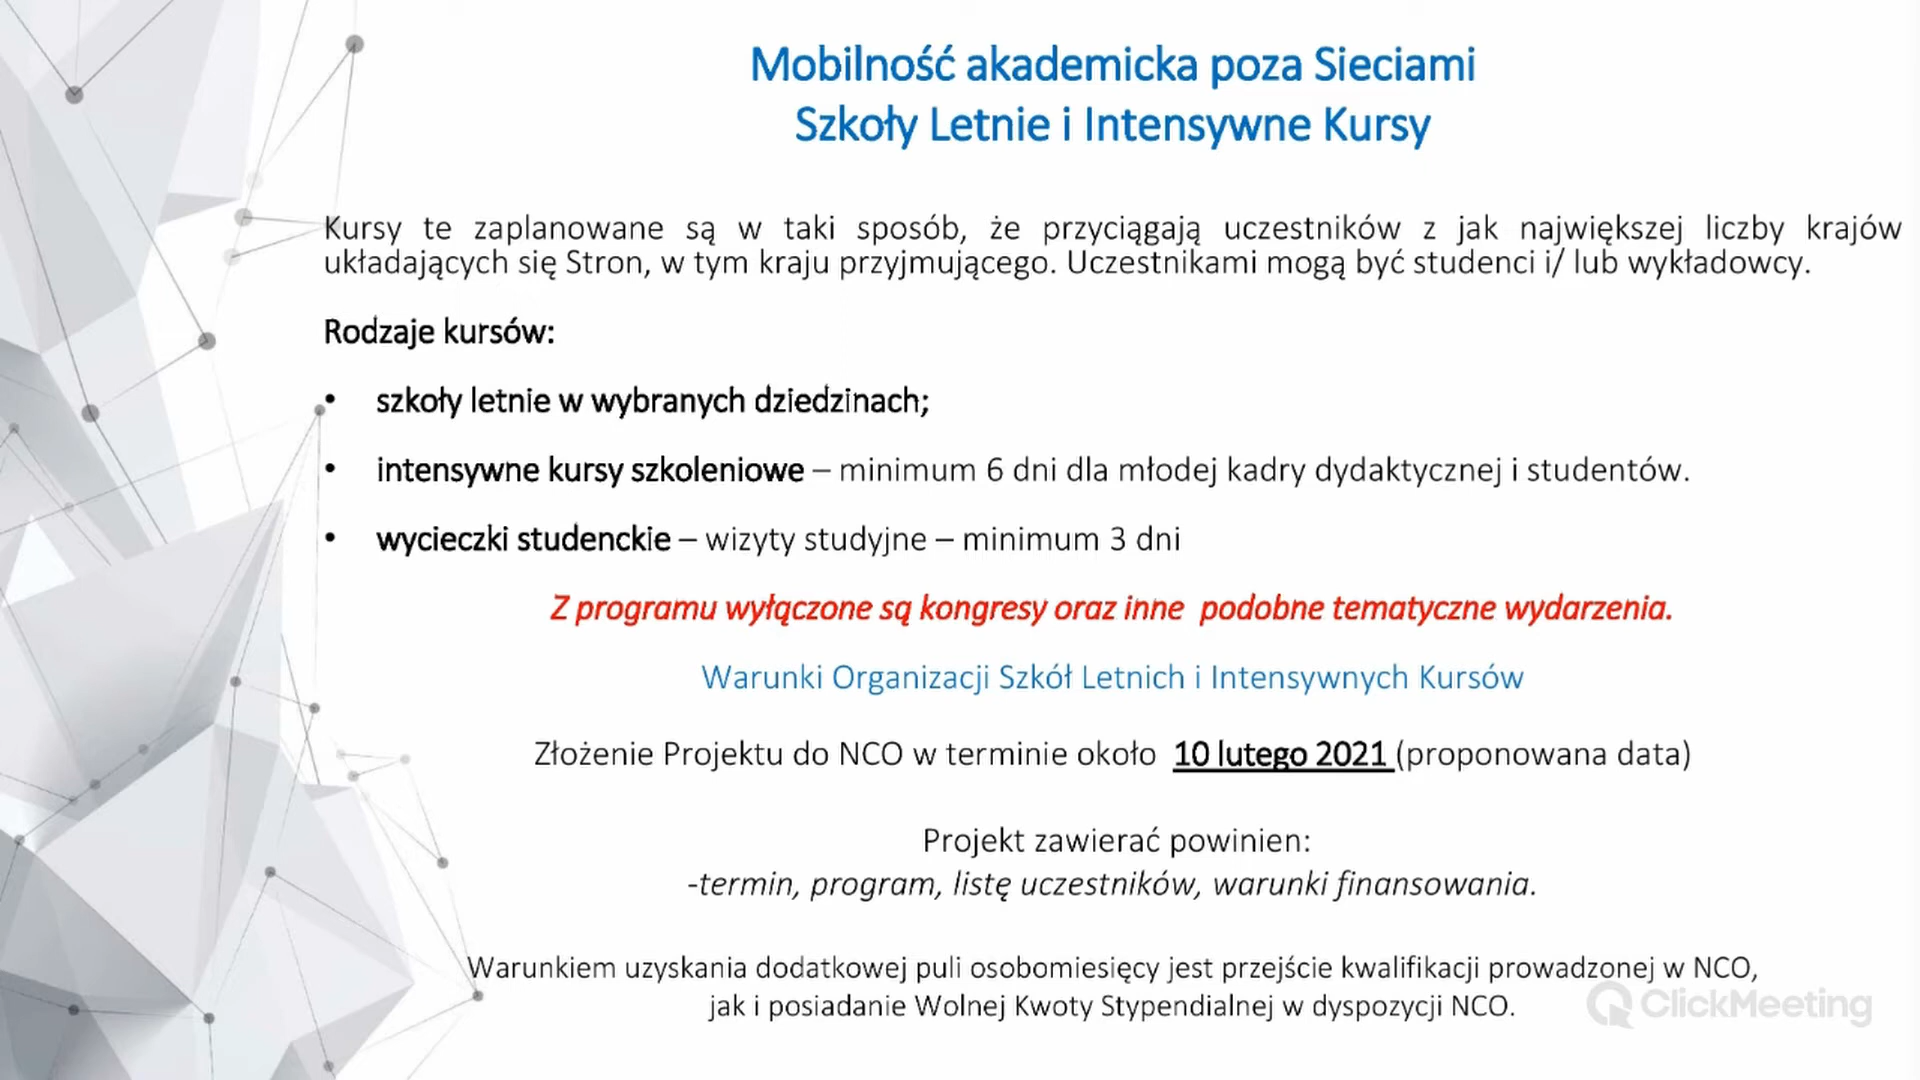 Mobilność akademicka poza Sieciami
Szkoły Letnie i Intensywne Kursy
Kursy te zaplanowane są w taki sposób, że przyciągają uczestników z jak największej liczby krajów
układających się Stron, w tym kraju przyjmującego. Uczestnikami mogą być studenci i/ lub wykładowcy.
Rodzaje kursów:
• szkoły letnie w wybranych dziedzinach;
• intensywne kursy szkoleniowe – minimum 6 dni dla młodej kadry dydaktycznej i studentów.
• wycieczki studenckie – wizyty studyjne – minimum 3 dni
Z programu wyłączone są kongresy oraz inne podobne tematyczne wydarzenia.
Warunki Organizacji Szkół Letnich i Intensywnych Kursów
Złożenie Projektu do NCO w terminie około 10 lutego 2021 (proponowana data)
Projekt zawierać powinien:
-termin, program, listę uczestników, warunki finansowania.
Warunkiem uzyskania dodatkowej puli osobomiesięcy jest przejście kwalifikacji prowadzonej w NCO,
jak i posiadanie Wolnej Kwoty Stypendialnej w dyspozycji NCO.
ClickMeeting